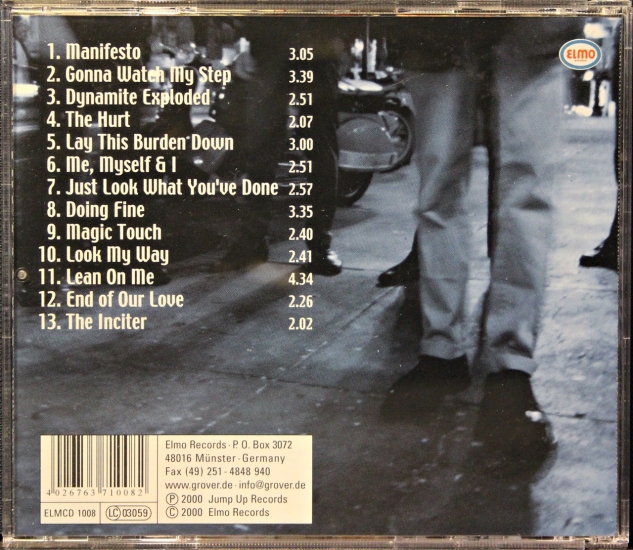 ELMO
1. Manifesto 3.05
2. Gonna Watch My Step 3.39
3. Dynamite Exploded 2.51
4. The Hurt 2.07
5. Lay This Burden Down 3.00
6. Me, Myself & I 2.51
7. Just Look What You've Done 2.57
8. Doing Fine 3.35
9. Magic Touch 2.40
10. Look My Way 2.41
11. Lean On Me 4.34
12. End of Our Love 2.26
13. The Inciter 2.02
4 026763 710082
ELMCD 1008 LC 03059
Elmo Records · P. O. Box 3072
48016 Münster · Germany
Fax (49) 251 · 4848 940
www.grover.de · info@grover.de
Ⓟ 2000 Jump Up Records
© 2000 Elmo Records